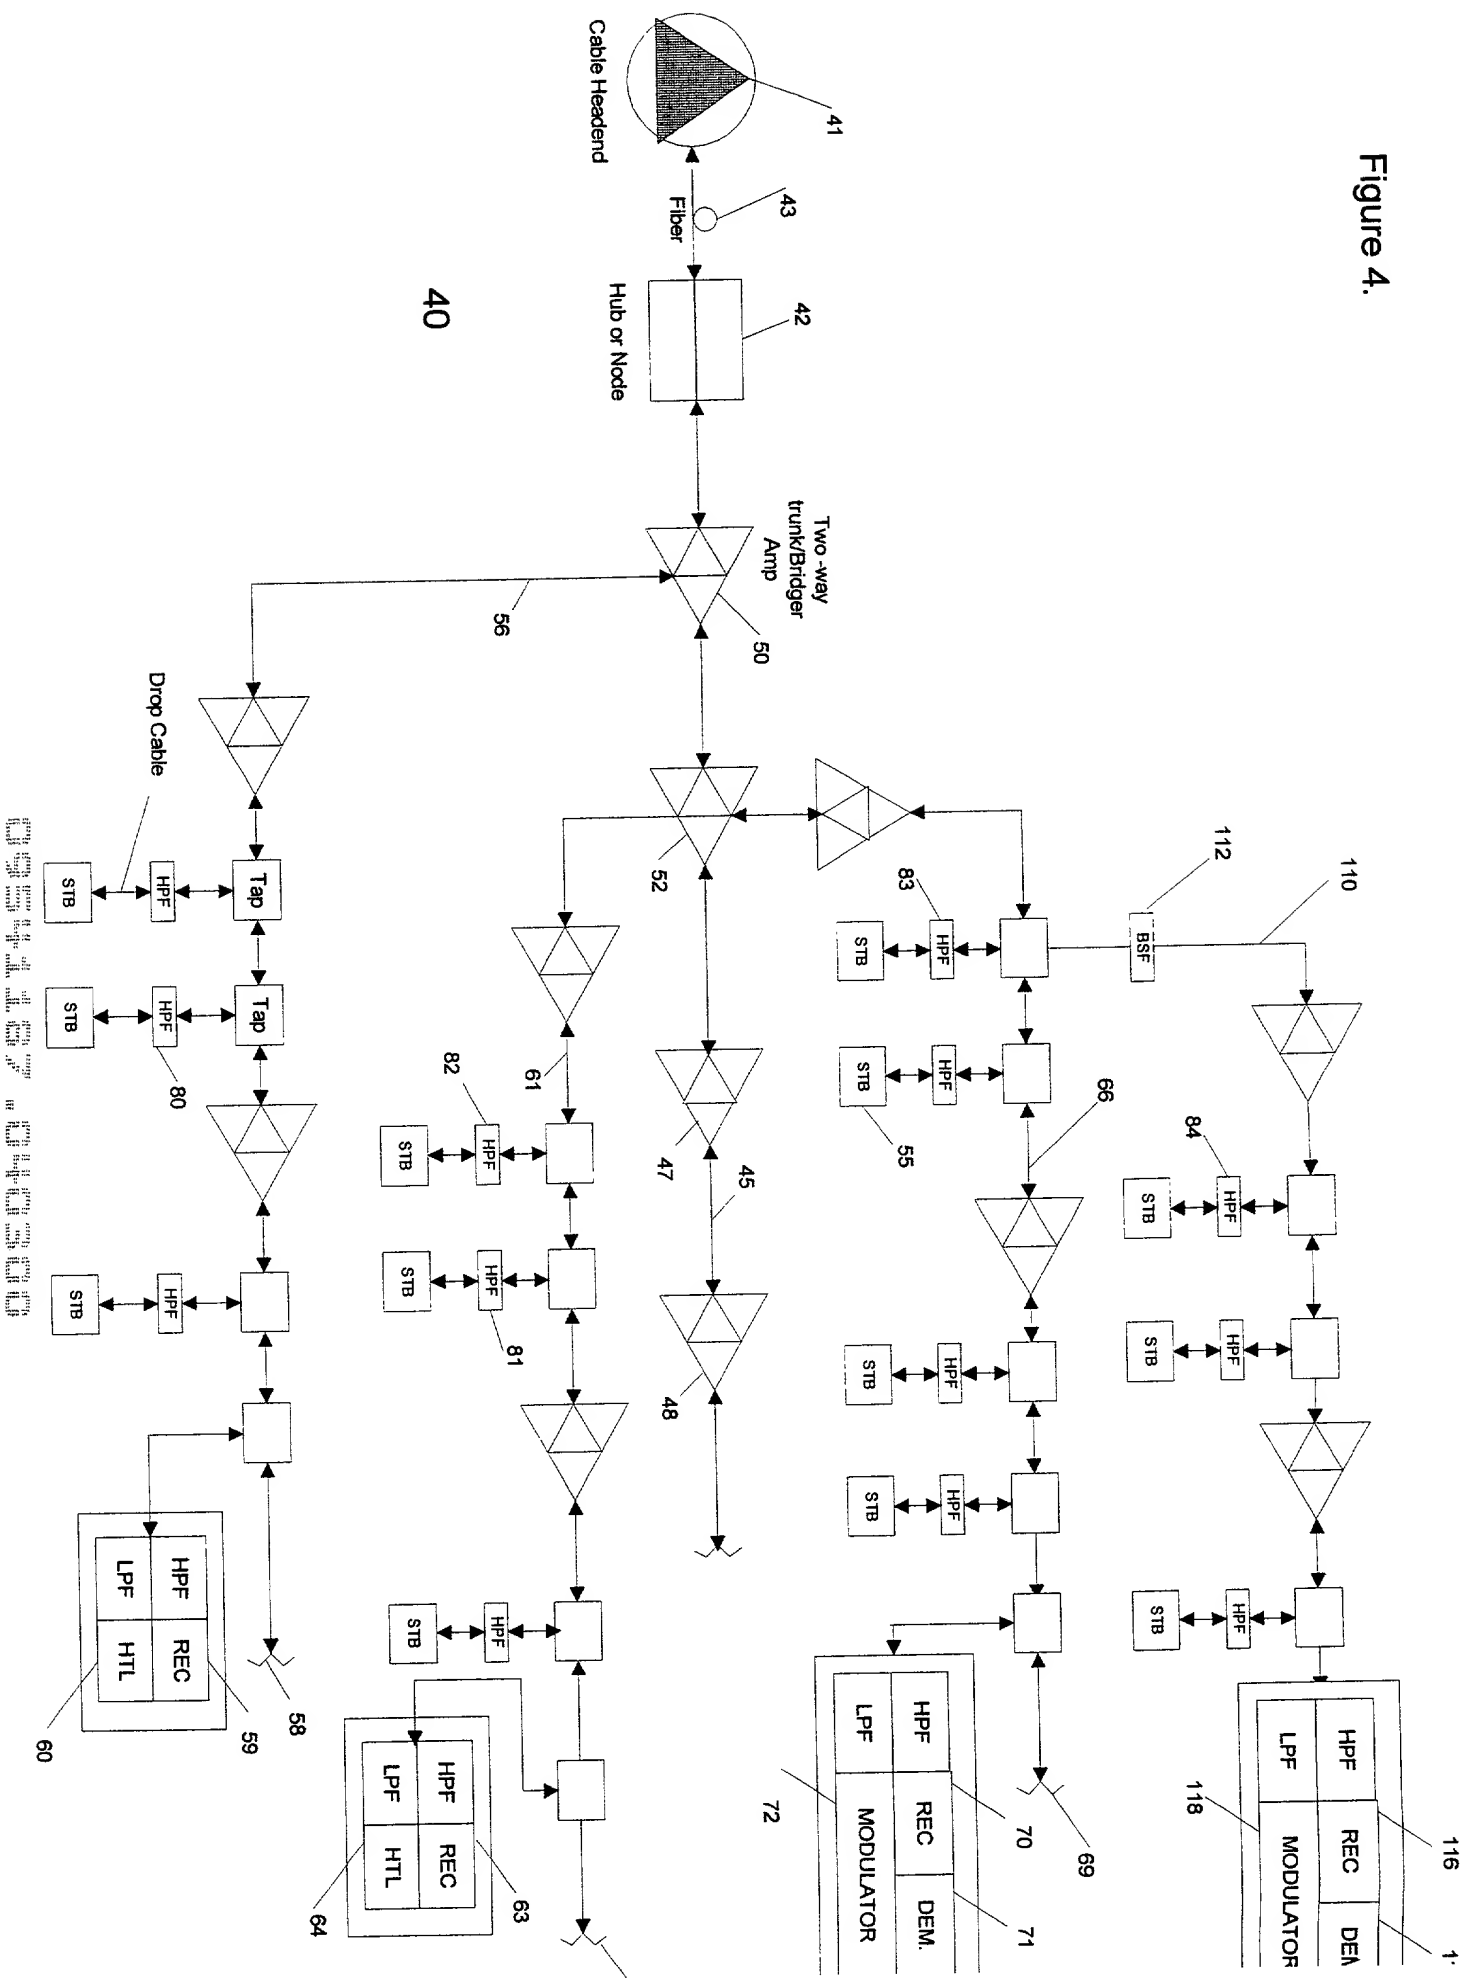 Figure 4.
116
110
HPF
REC
112
LPF
MODULATOR
BSF
84
118
HPF
HPF
HPF
STB
STB
STB
66
69
70
71
HPF
REC
DEM.
83
HPF
HPF
HPF
HPF
LPF
MODULATOR
STB
STB
STB
STB
55
72
41
43
42
Two -way
trunk/Bridger
Amp
50
45
Fiber
47
48
52
Cable Headend
Hub or Node
61
63
56
82
81
HPF
HPF
HPF
HPF
REC
STB
STB
STB
LPF
HTL
40
64
58
59
Tap
Tap
80
HPF
HPF
HPF
HPF
REC
Drop Cable
LPF
HTL
STB
STB
STB
60